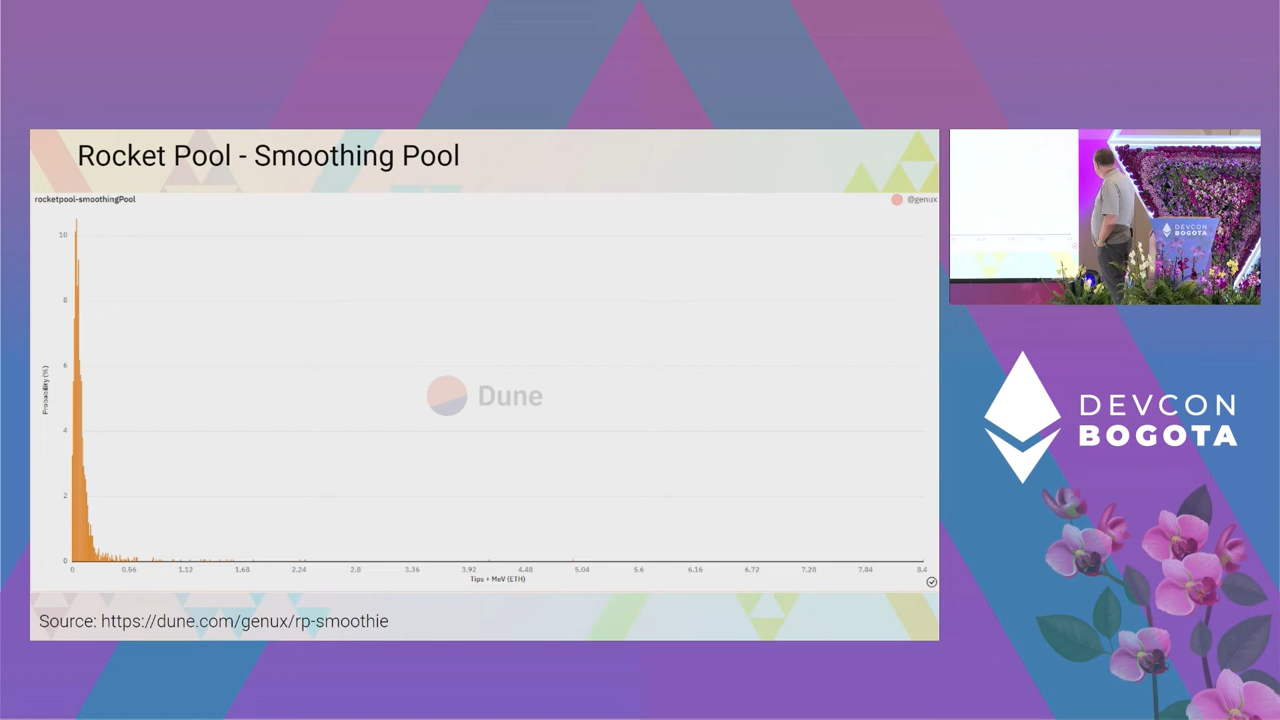 Rocket Pool - Smoothing Pool
rocketpool-smoothingPool
@genux
10
8
6
4
2
0
Probability (%)
Dune
0 0.56 1.12 1.68 2.24 2.8 3.36 3.92 4.48 5.04 5.6 6.16 6.72 7.28 7.84 8.4
Tips + MeV (ETH)
Source: https://dune.com/genux/rp-smoothie
DEVCON
BOGOTA
DEVCON
BOGOTA